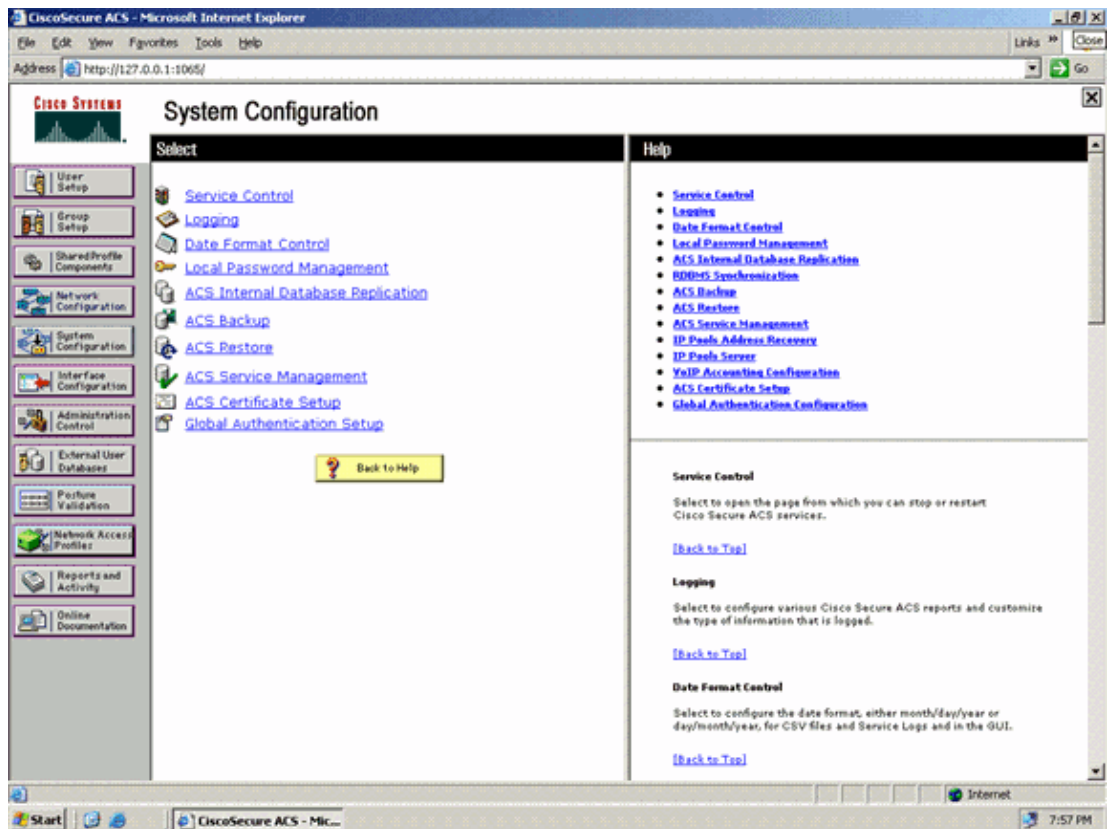 CiscoSecure ACS - Microsoft Internet Explorer
File Edit View Favorites Tools Help
Links » Close
Address http://127.0.0.1:1065/
Go
CISCO SYSTEMS
System Configuration
Select
User Setup
Group Setup
Shared Profile Components
Network Configuration
System Configuration
Interface Configuration
Administration Control
External User Databases
Posture Validation
Network Access Profiles
Reports and Activity
Online Documentation
Service Control
Logging
Date Format Control
Local Password Management
ACS Internal Database Replication
ACS Backup
ACS Restore
ACS Service Management
ACS Certificate Setup
Global Authentication Setup
? Back to Help
Help
• Service Control
• Logging
• Date Format Control
• Local Password Management
• ACS Internal Database Replication
• RDBMS Synchronization
• ACS Backup
• ACS Restore
• ACS Service Management
• IP Pools Address Recovery
• IP Pools Server
• VoIP Accounting Configuration
• ACS Certificate Setup
• Global Authentication Configuration
Service Control
Select to open the page from which you can stop or restart
Cisco Secure ACS services.
[Back to Top]
Logging
Select to configure various Cisco Secure ACS reports and customize
the type of information that is logged.
[Back to Top]
Date Format Control
Select to configure the date format, either month/day/year or
day/month/year, for CSV files and Service Logs and in the GUI.
[Back to Top]
Internet
Start
CiscoSecure ACS - Mic...
7:57 PM